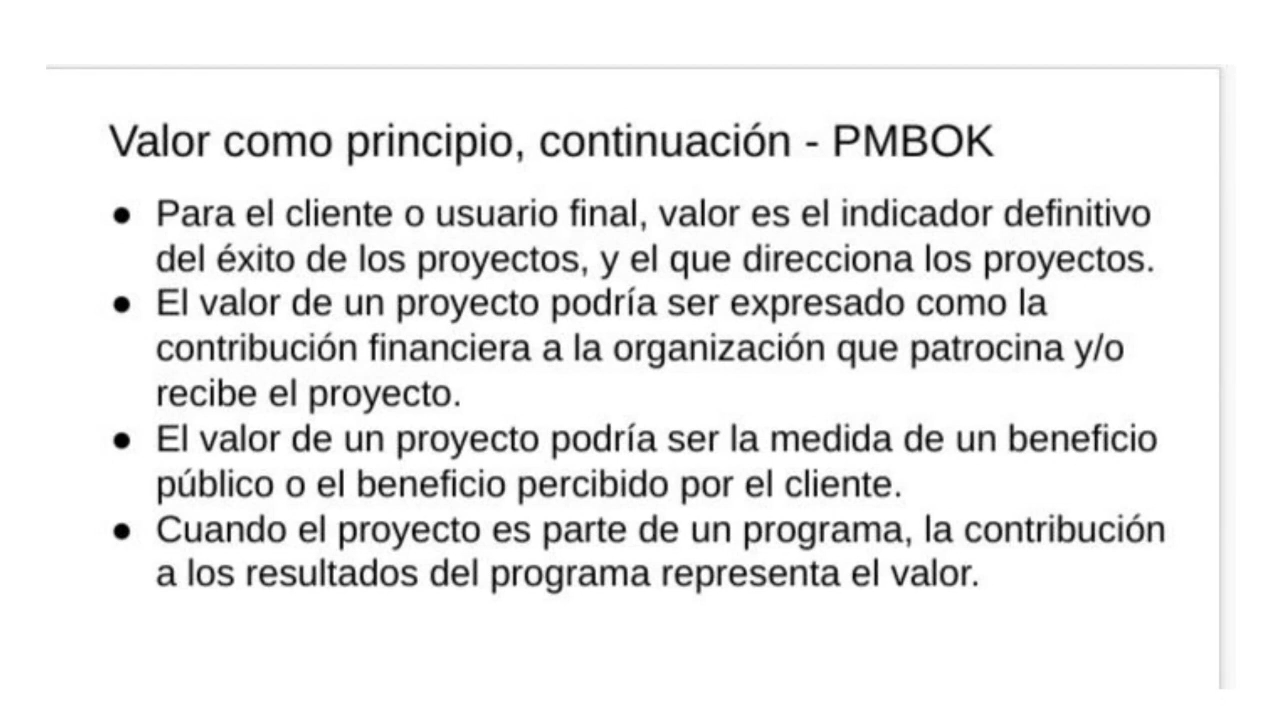 Valor como principio, continuación - PMBOK
● Para el cliente o usuario final, valor es el indicador definitivo
del éxito de los proyectos, y el que direcciona los proyectos.
● El valor de un proyecto podría ser expresado como la
contribución financiera a la organización que patrocina y/o
recibe el proyecto.
● El valor de un proyecto podría ser la medida de un beneficio
público o el beneficio percibido por el cliente.
● Cuando el proyecto es parte de un programa, la contribución
a los resultados del programa representa el valor.